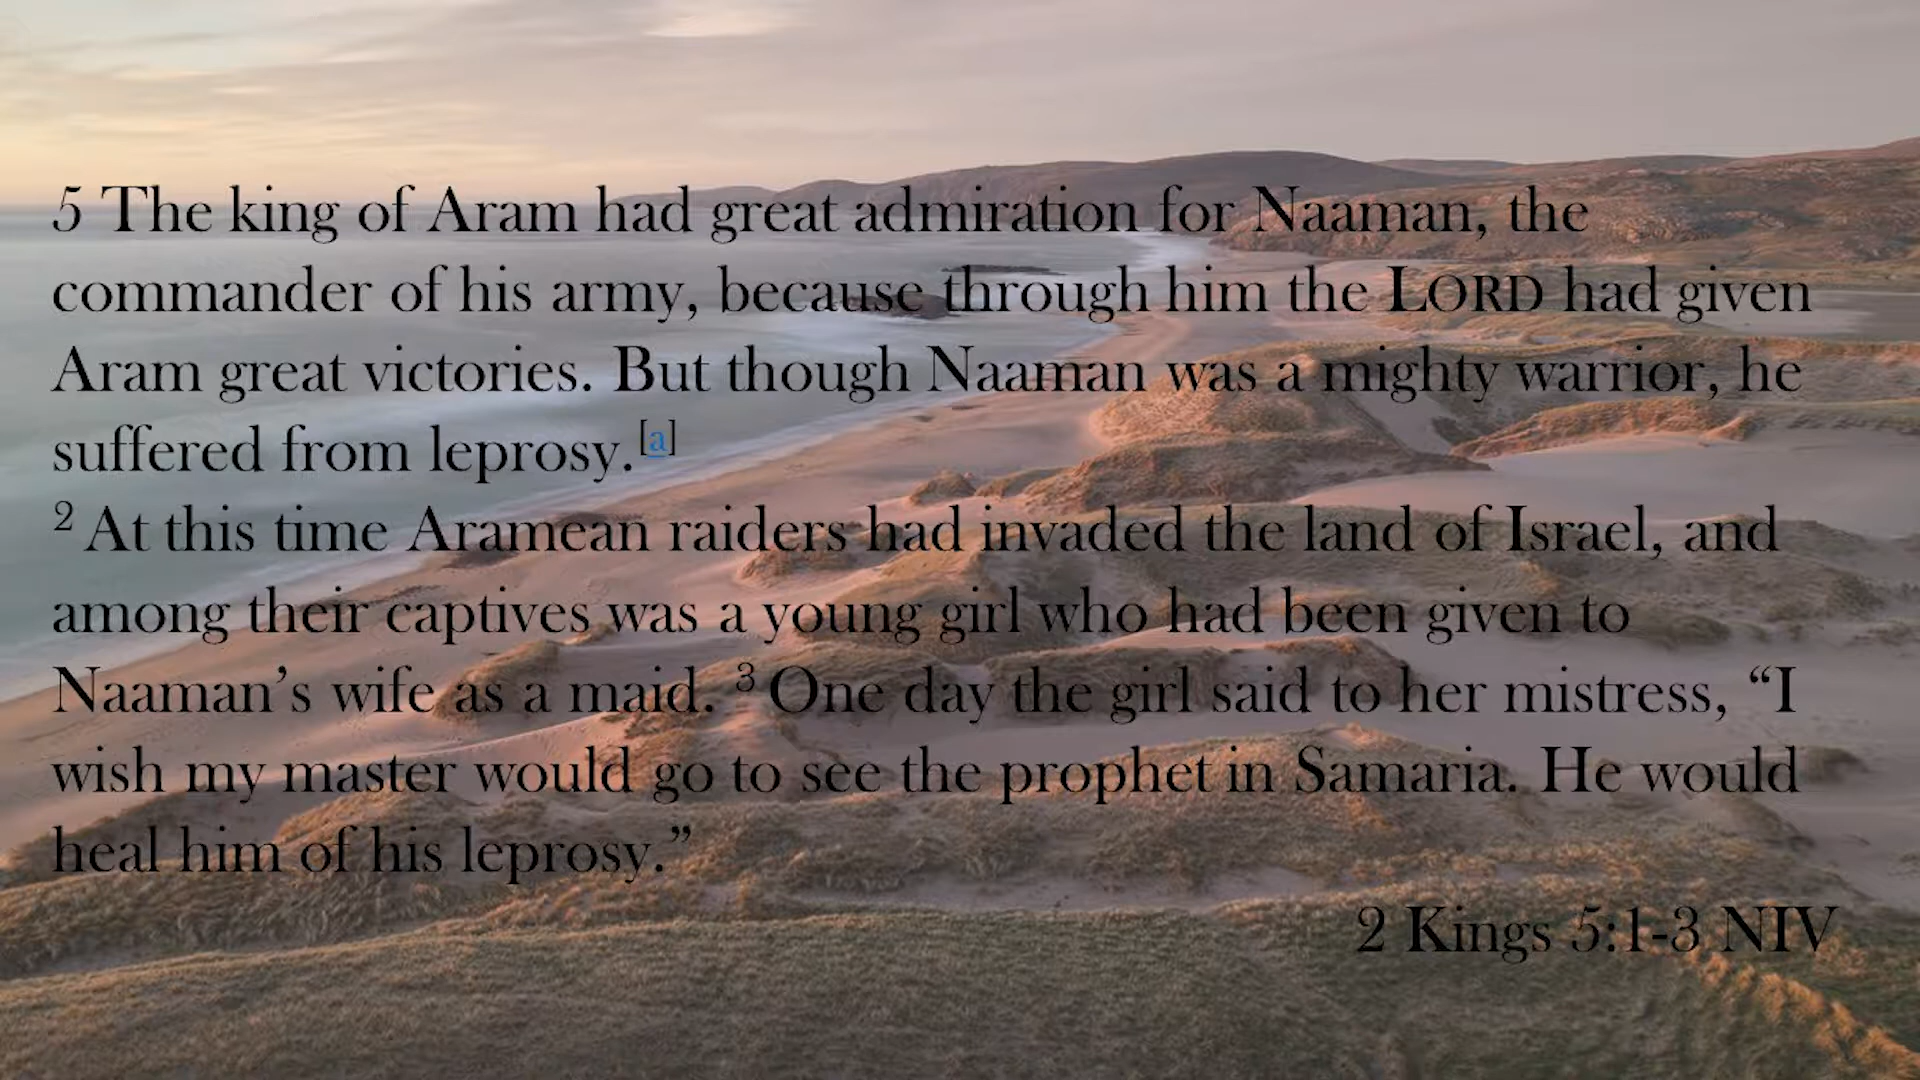 5 The king of Aram had great admiration for Naaman, the
commander of his army, because through him the LORD had given
Aram great victories. But though Naaman was a mighty warrior, he
suffered from leprosy.[a]
2 At this time Aramean raiders had invaded the land of Israel, and
among their captives was a young girl who had been given to
Naaman’s wife as a maid. 3 One day the girl said to her mistress, “I
wish my master would go to see the prophet in Samaria. He would
heal him of his leprosy.”
2 Kings 5:1-3 NIV